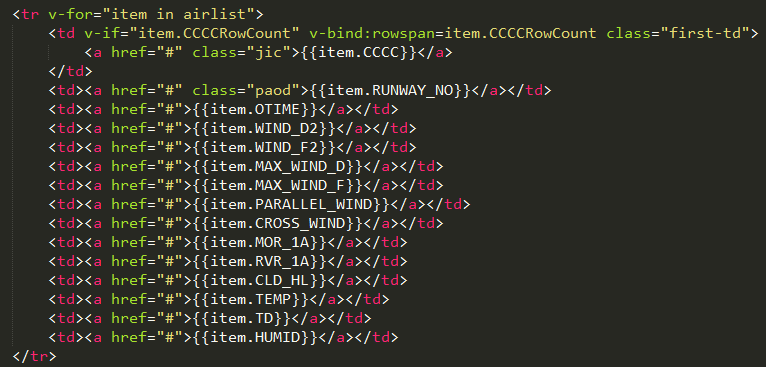 <tr v-for="item in airlist">
    <td v-if="item.CCCCRowCount" v-bind:rowspan=item.CCCCRowCount class="first-td">
        <a href="#" class="jic">{{item.CCCC}}</a>
    </td>
    <td><a href="#" class="paod">{{item.RUNWAY_NO}}</a></td>
    <td><a href="#">{{item.OTIME}}</a></td>
    <td><a href="#">{{item.WIND_D2}}</a></td>
    <td><a href="#">{{item.WIND_F2}}</a></td>
    <td><a href="#">{{item.MAX_WIND_D}}</a></td>
    <td><a href="#">{{item.MAX_WIND_F}}</a></td>
    <td><a href="#">{{item.PARALLEL_WIND}}</a></td>
    <td><a href="#">{{item.CROSS_WIND}}</a></td>
    <td><a href="#">{{item.MOR_1A}}</a></td>
    <td><a href="#">{{item.RVR_1A}}</a></td>
    <td><a href="#">{{item.CLD_HL}}</a></td>
    <td><a href="#">{{item.TEMP}}</a></td>
    <td><a href="#">{{item.TD}}</a></td>
    <td><a href="#">{{item.HUMID}}</a></td>
</tr>